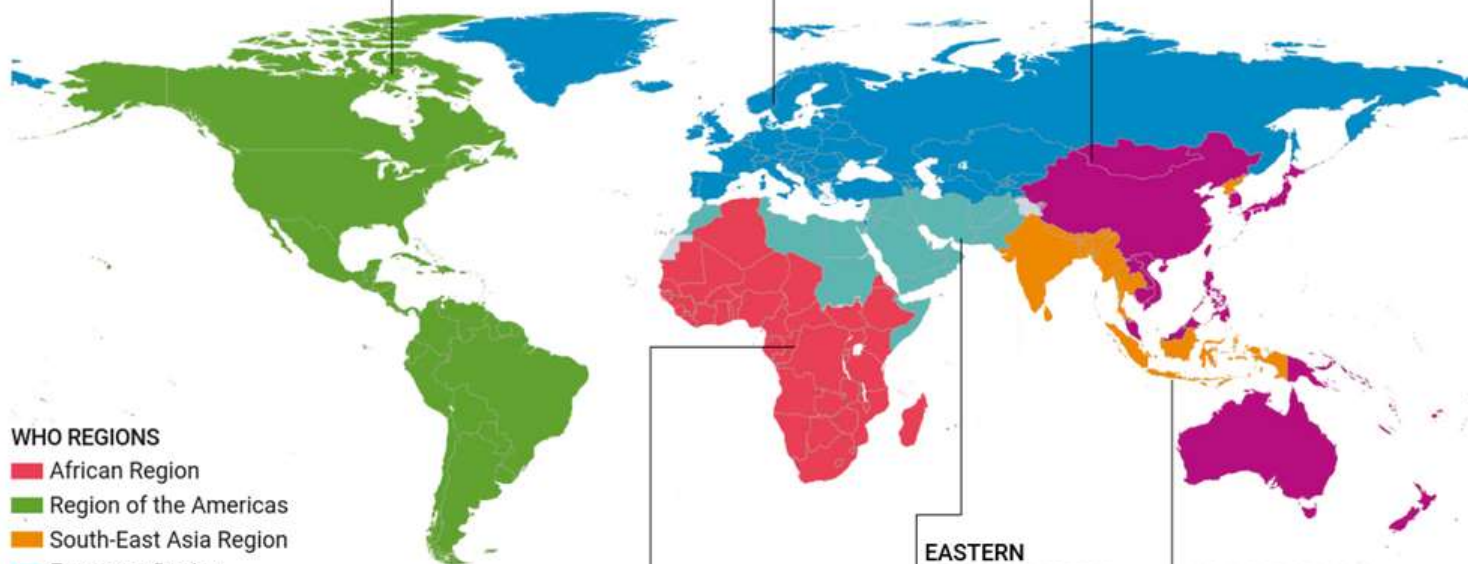 WHO REGIONS
African Region
Region of the Americas
South-East Asia Region
EASTERN